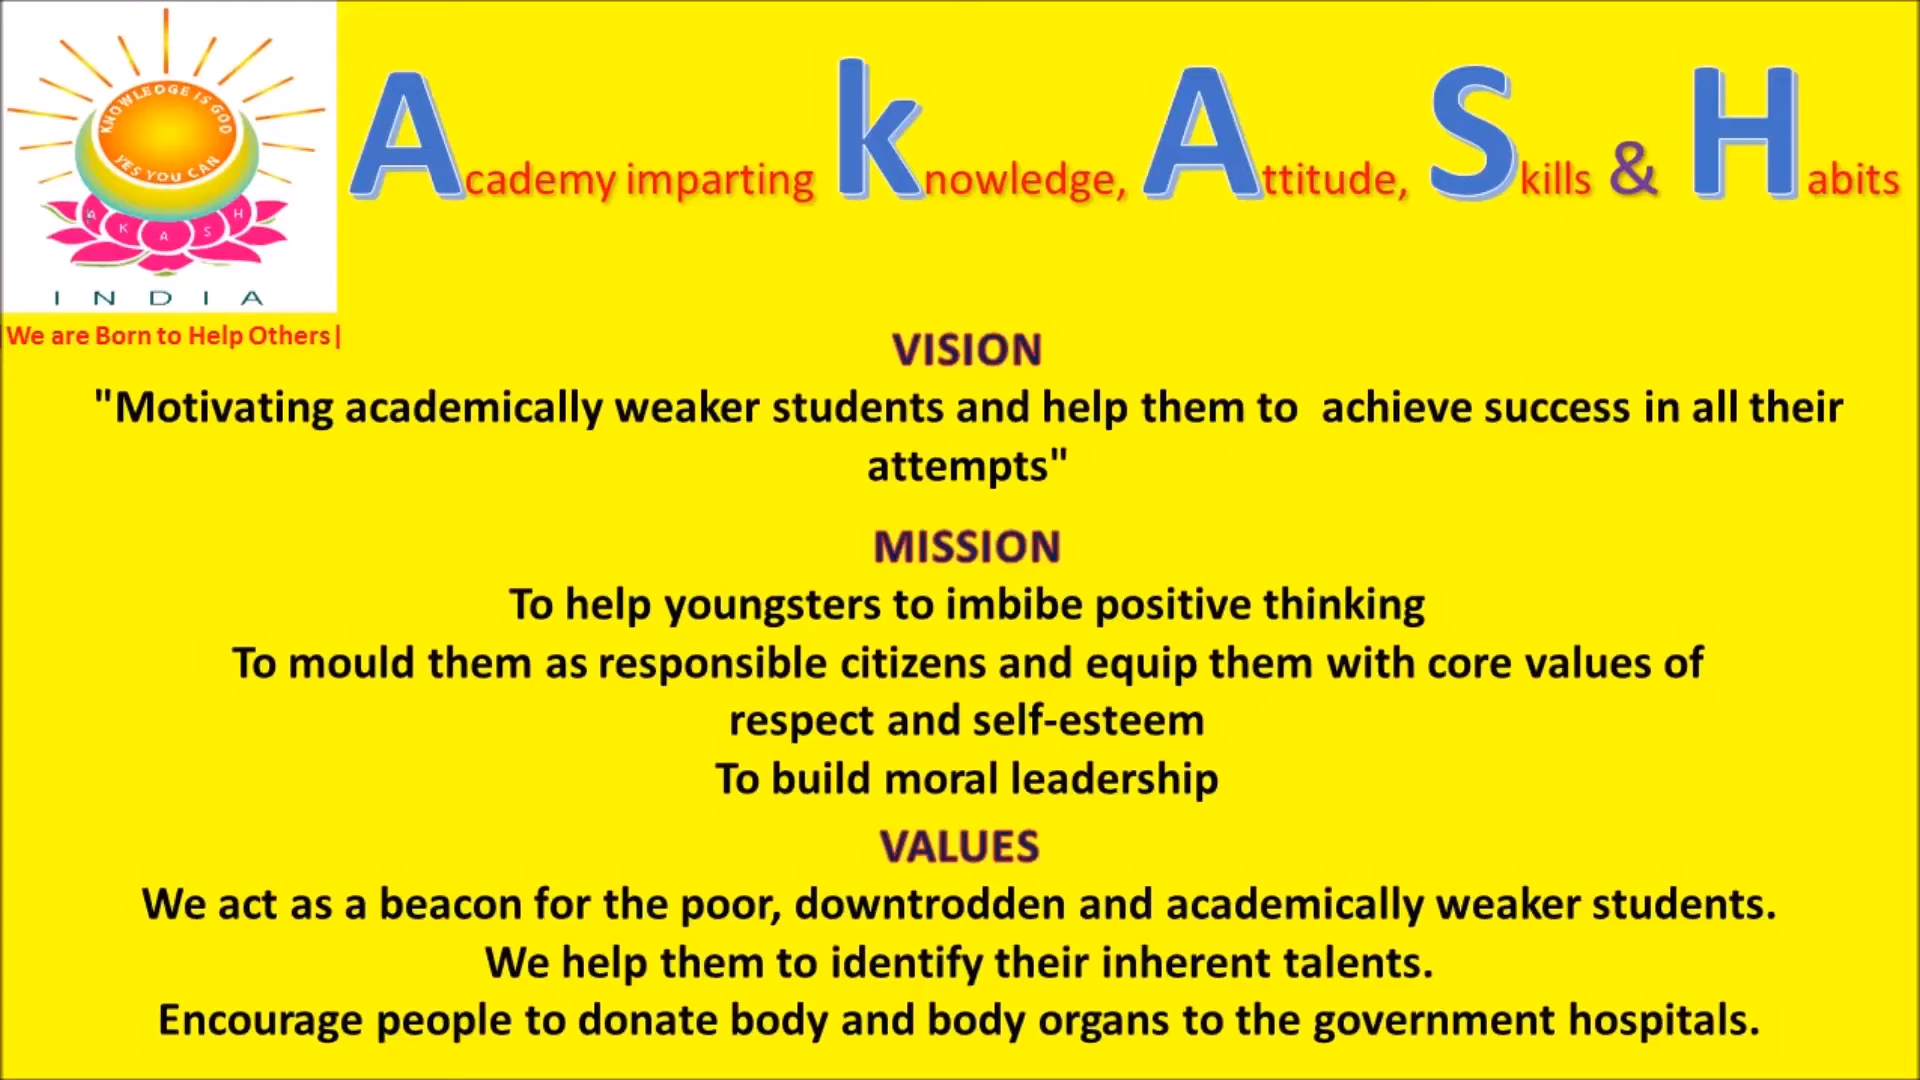 KNOWLEDGE IS GOD
YES YOU CAN
A K A S H
INDIA
|We are Born to Help Others|
Academy imparting knowledge, Attitude, Skills & Habits
VISION
"Motivating academically weaker students and help them to achieve success in all their
attempts"
MISSION
To help youngsters to imbibe positive thinking
To mould them as responsible citizens and equip them with core values of
respect and self-esteem
To build moral leadership
VALUES
We act as a beacon for the poor, downtrodden and academically weaker students.
We help them to identify their inherent talents.
Encourage people to donate body and body organs to the government hospitals.